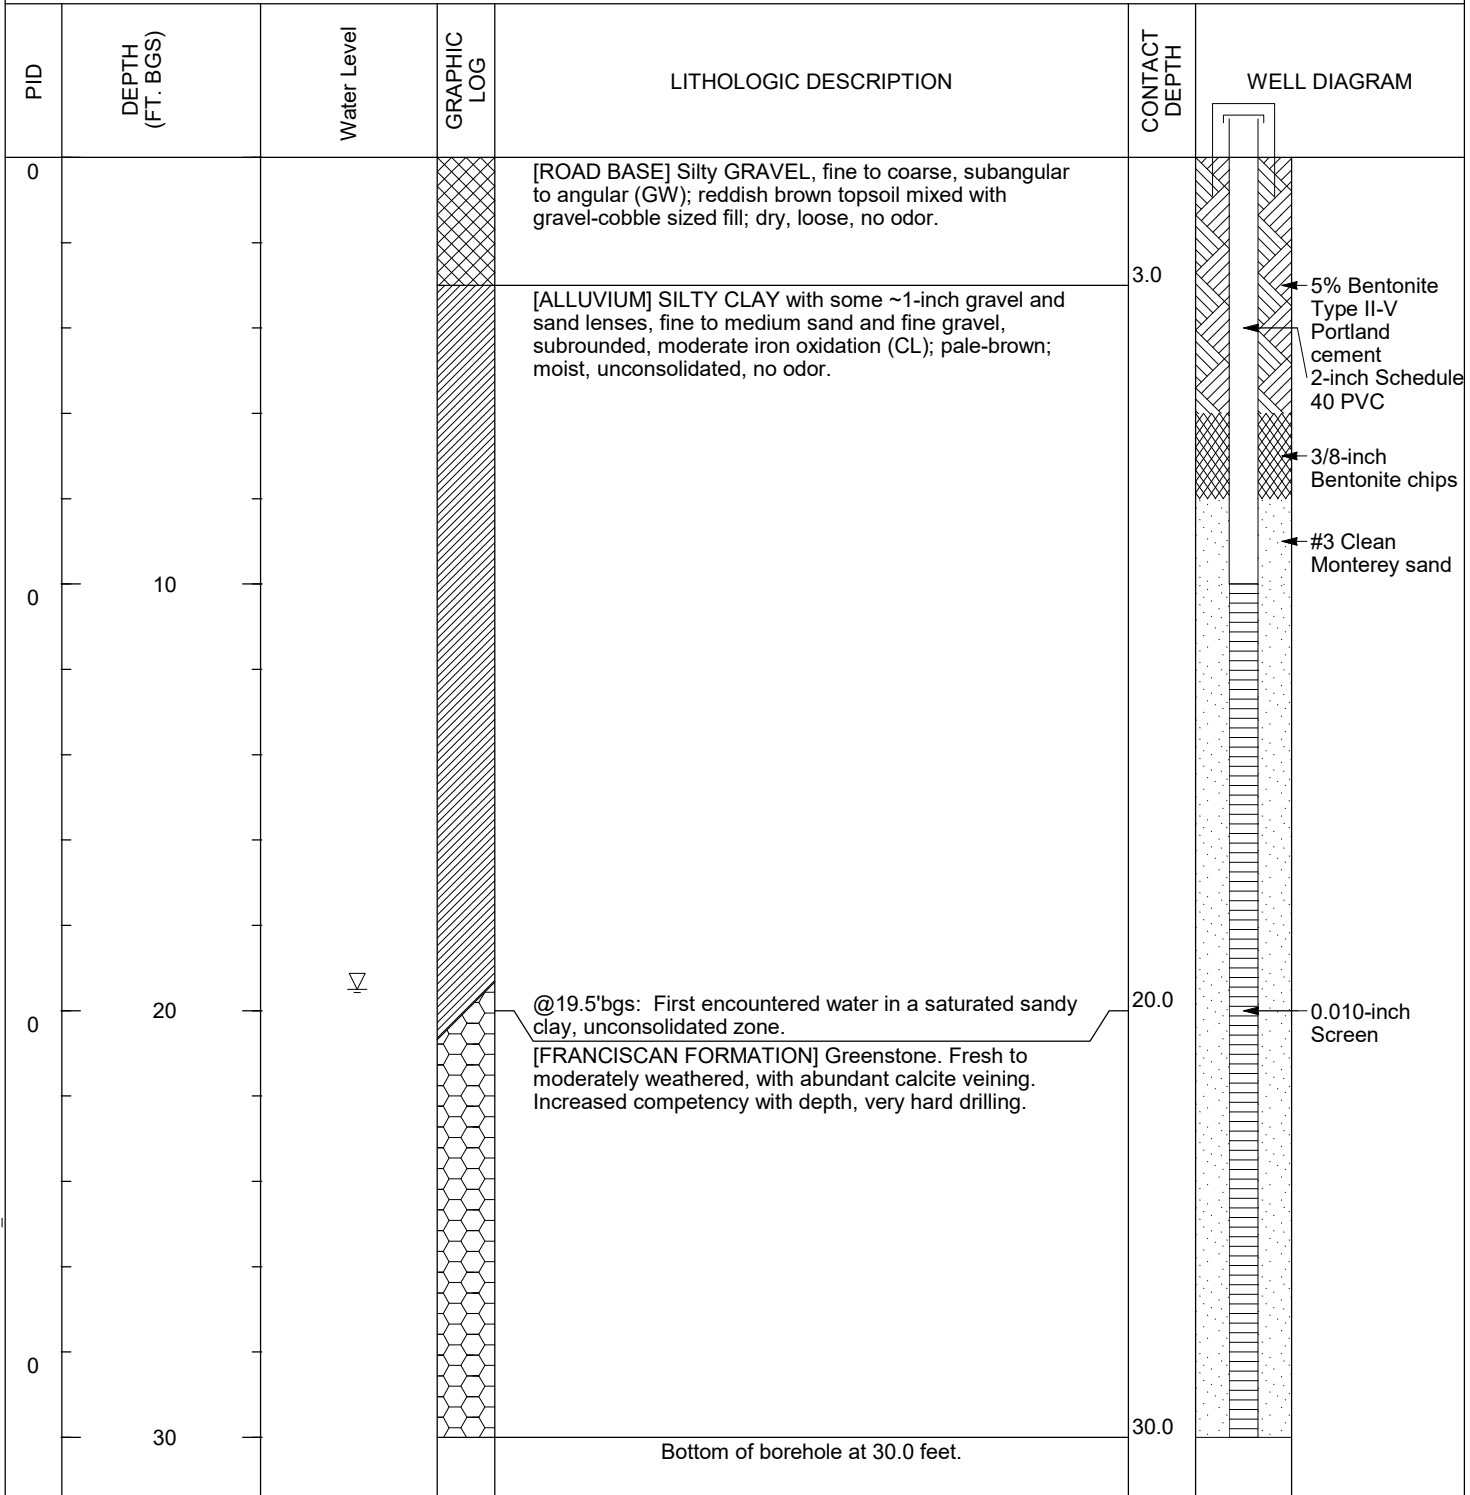 PID
DEPTH
(FT. BGS)
Water Level
GRAPHIC
LOG
LITHOLOGIC DESCRIPTION
CONTACT
DEPTH
WELL DIAGRAM
0
[ROAD BASE] Silty GRAVEL, fine to coarse, subangular
to angular (GW); reddish brown topsoil mixed with
gravel-cobble sized fill; dry, loose, no odor.
3.0
[ALLUVIUM] SILTY CLAY with some ~1-inch gravel and
sand lenses, fine to medium sand and fine gravel,
subrounded, moderate iron oxidation (CL); pale-brown;
moist, unconsolidated, no odor.
5% Bentonite
Type II-V
Portland
cement
2-inch Schedule
40 PVC
3/8-inch
Bentonite chips
#3 Clean
Monterey sand
0
10
@19.5'bgs: First encountered water in a saturated sandy
clay, unconsolidated zone.
20.0
0
20
0.010-inch
Screen
[FRANCISCAN FORMATION] Greenstone. Fresh to
moderately weathered, with abundant calcite veining.
Increased competency with depth, very hard drilling.
0
30
30.0
Bottom of borehole at 30.0 feet.